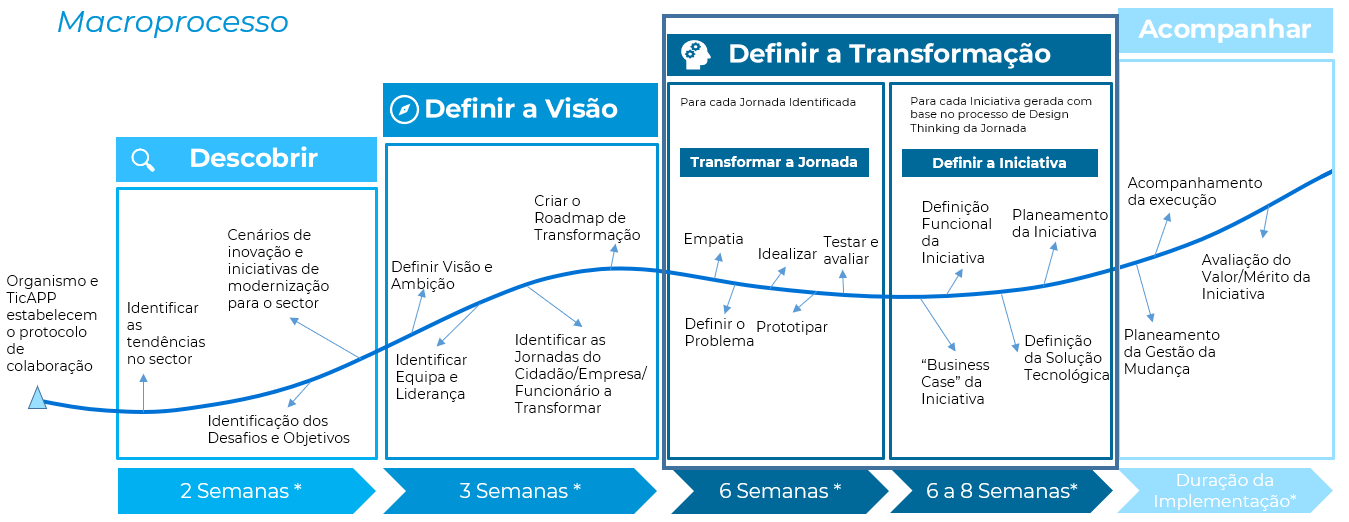 Macroprocesso
Organismo e
TicAPP
estabelecem
o protocolo
de
colaboração
Descobrir
Identificar
as
tendências
no sector
Cenários de
inovação e
iniciativas de
modernização
para o sector
Identificação dos
Desafios e Objetivos
2 Semanas *
Definir a Visão
Definir Visão e
Ambição
Identificar
Equipa e
Liderança
Criar o
Roadmap de
Transformação
Identificar as
Jornadas do
Cidadão/Empresa/
Funcionário a
Transformar
3 Semanas *
Definir a Transformação
Para cada Jornada Identificada
Transformar a Jornada
Empatia
Definir o
Problema
Idealizar
Prototipar
Testar e
avaliar
6 Semanas *
Para cada Iniciativa gerada com
base no processo de Design
Thinking da Jornada
Definir a Iniciativa
Definição
Funcional
da
Iniciativa
“Business
Case” da
Iniciativa
Planeamento
da Iniciativa
Definição
da Solução
Tecnológica
6 a 8 Semanas*
Acompanhar
Acompanhamento
da execução
Planeamento
da Gestão da
Mudança
Avaliação do
Valor/Mérito da
Iniciativa
Duração da
Implementação*